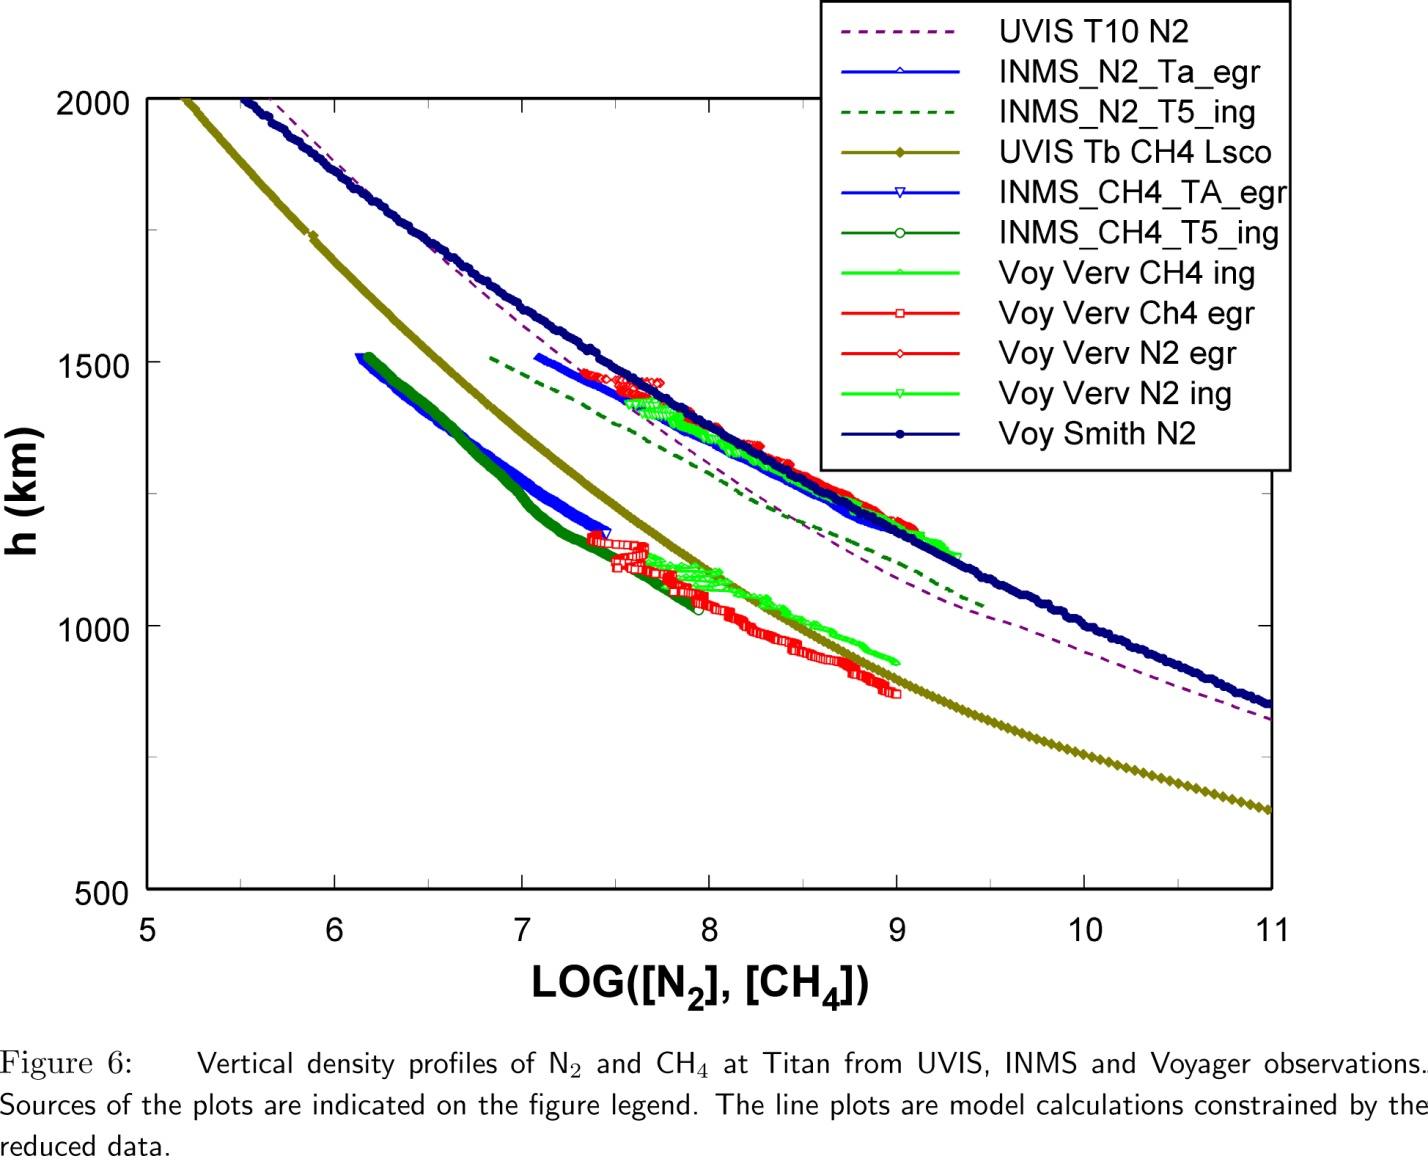 UVIS T10 N2
INMS_N2_Ta_egr
INMS_N2_T5_ing
UVIS Tb CH4 Lsco
INMS_CH4_TA_egr
INMS_CH4_T5_ing
Voy Verv CH4 ing
Voy Verv Ch4 egr
Voy Verv N2 egr
Voy Verv N2 ing
Voy Smith N2
2000
1500
1000
500
h (km)
5 6 7 8 9 10 11
LOG([N₂], [CH₄])
Figure 6: Vertical density profiles of N₂ and CH₄ at Titan from UVIS, INMS and Voyager observations.
Sources of the plots are indicated on the figure legend. The line plots are model calculations constrained by the
reduced data.